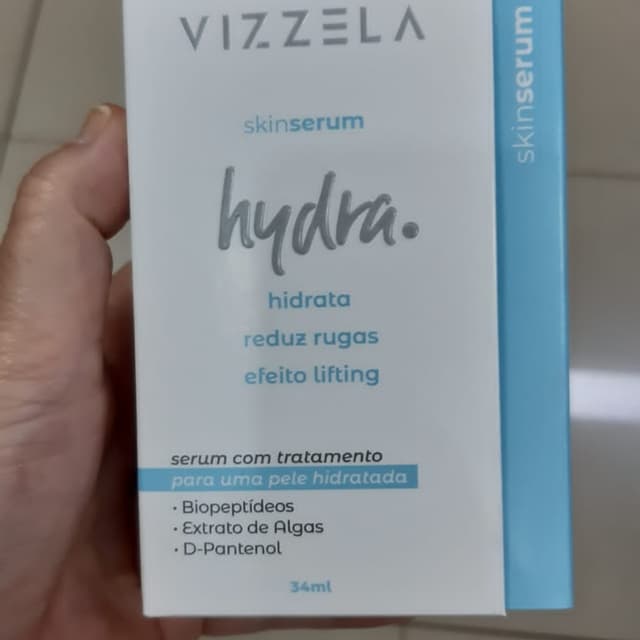 VIZZELA
skinserum
hydra.
hidrata
reduz rugas
efeito lifting
serum com tratamento
para uma pele hidratada
· Biopeptídeos
· Extrato de Algas
· D-Pantenol
34ml
skinserum